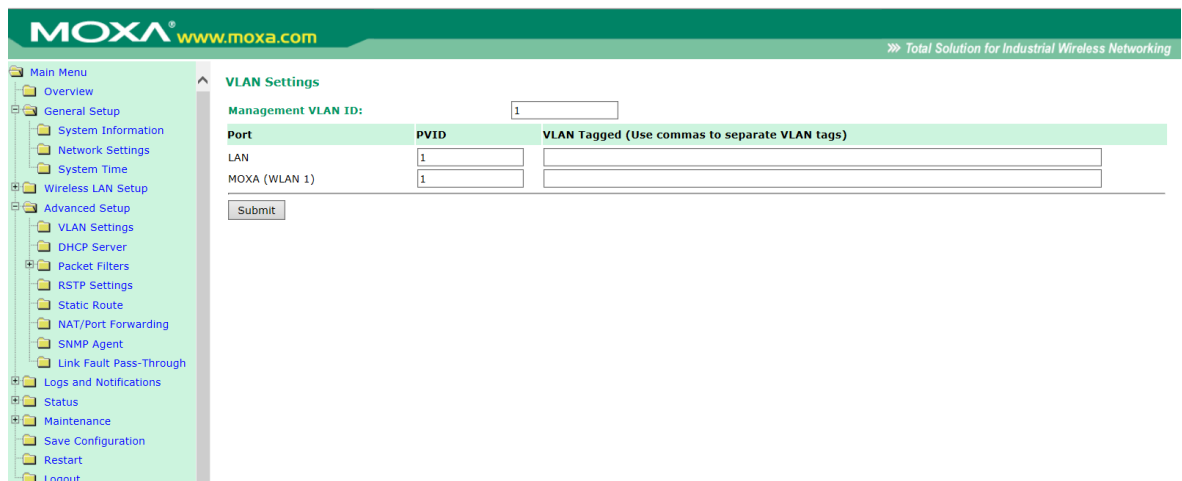 MOXA® www.moxa.com
Total Solution for Industrial Wireless Networking
Main Menu
Overview
General Setup
System Information
Network Settings
System Time
Wireless LAN Setup
Advanced Setup
VLAN Settings
DHCP Server
Packet Filters
RSTP Settings
Static Route
NAT/Port Forwarding
SNMP Agent
Link Fault Pass-Through
Logs and Notifications
Status
Maintenance
Save Configuration
Restart
Logout
VLAN Settings
Management VLAN ID: 1
Port PVID VLAN Tagged (Use commas to separate VLAN tags)
LAN 1
MOXA (WLAN 1) 1
Submit